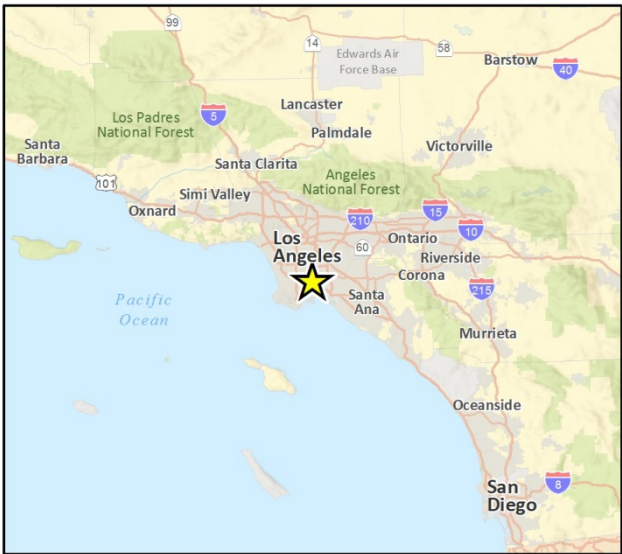 99
14
58
Edwards Air
Force Base
Barstow
40
Lancaster
5
Los Padres
National Forest
Palmdale
Santa
Barbara
Victorville
Santa Clarita
Angeles
National Forest
101
Simi Valley
Oxnard
210
15
10
Los
Angeles
60
Ontario
Riverside
Corona
215
Santa
Ana
Pacific
Ocean
Murrieta
Oceanside
San
Diego
8